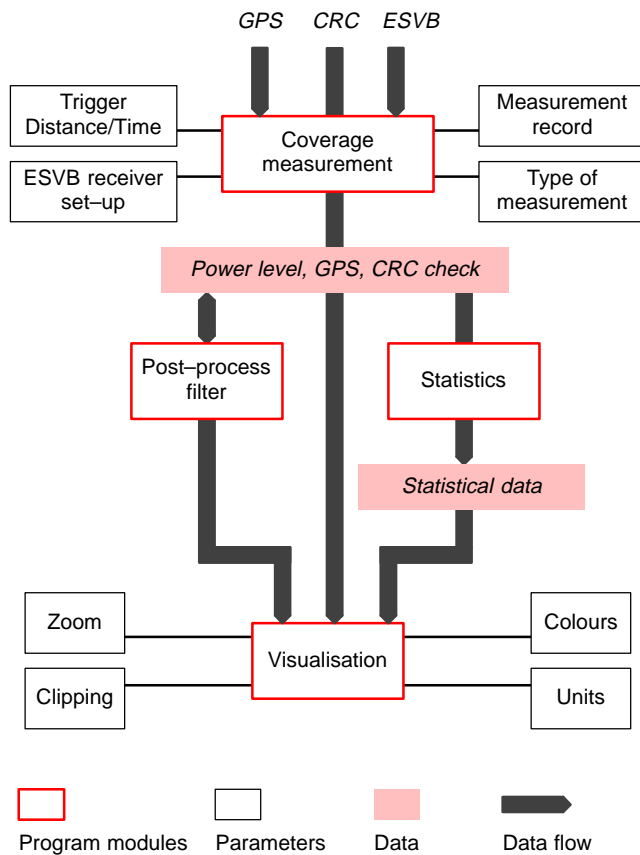 GPS CRC ESVB
Trigger
Distance/Time
Coverage
measurement
Measurement
record
ESVB receiver
set–up
Type of
measurement
Power level, GPS, CRC check
Post–process
filter
Statistics
Statistical data
Zoom
Visualisation
Colours
Clipping
Units
Program modules
Parameters
Data
Data flow